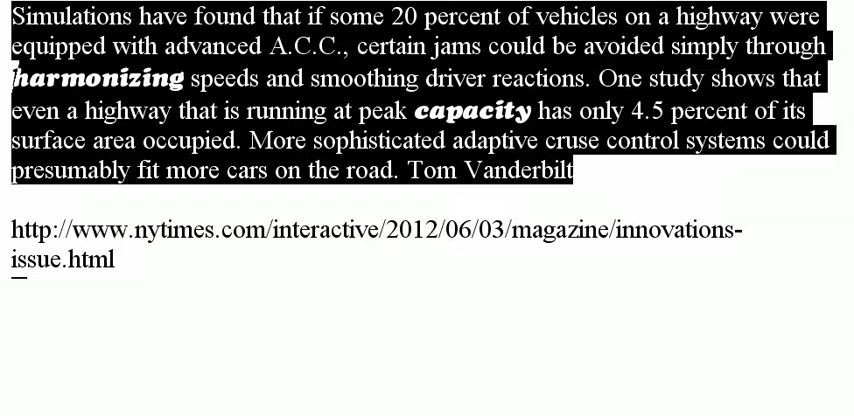 Simulations have found that if some 20 percent of vehicles on a highway were
equipped with advanced A.C.C., certain jams could be avoided simply through
harmonizing speeds and smoothing driver reactions. One study shows that
even a highway that is running at peak capacity has only 4.5 percent of its
surface area occupied. More sophisticated adaptive cruse control systems could
presumably fit more cars on the road. Tom Vanderbilt
http://www.nytimes.com/interactive/2012/06/03/magazine/innovations-
issue.html